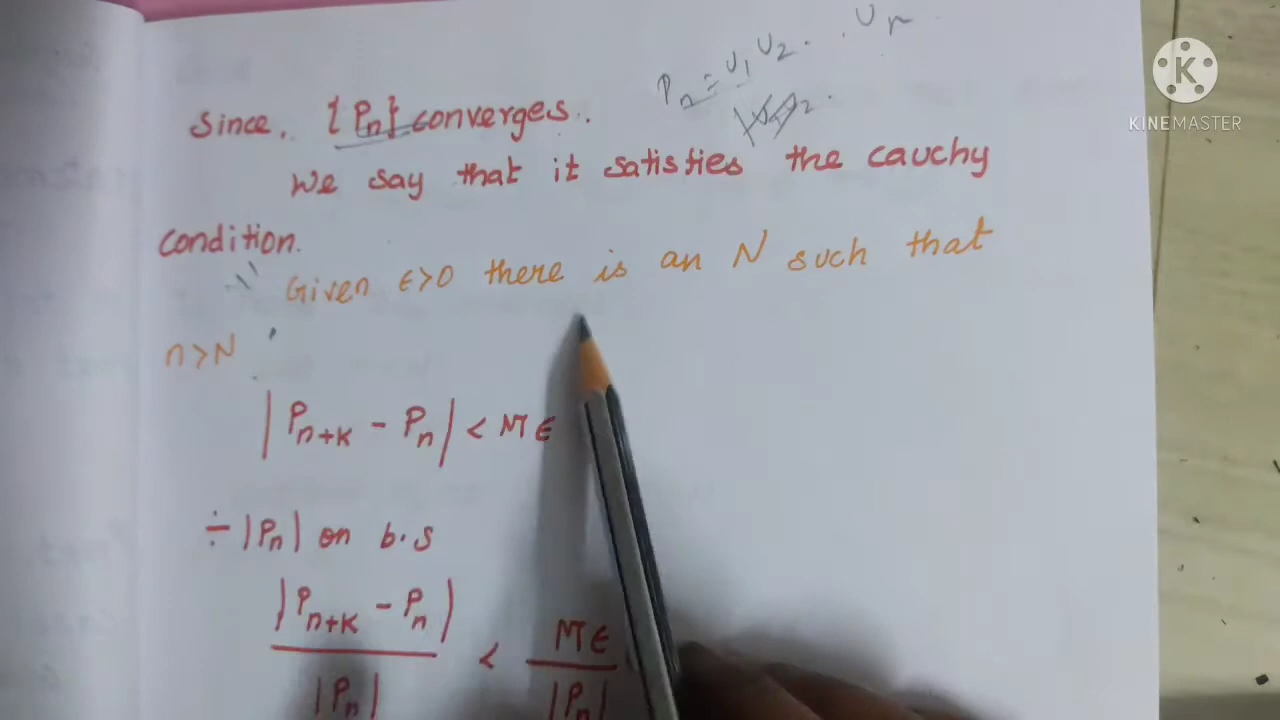 Pn = U1 U2 . . Un
Since. {Pn} converges.
We say that it satisties the cauchy
condition.
Given ε>0 there is an N such that
n>N
|Pn+k - Pn| < Mε
÷ |Pn| on b.s
|Pn+k - Pn| / |Pn| < Mε / |Pn|
KINEMASTER